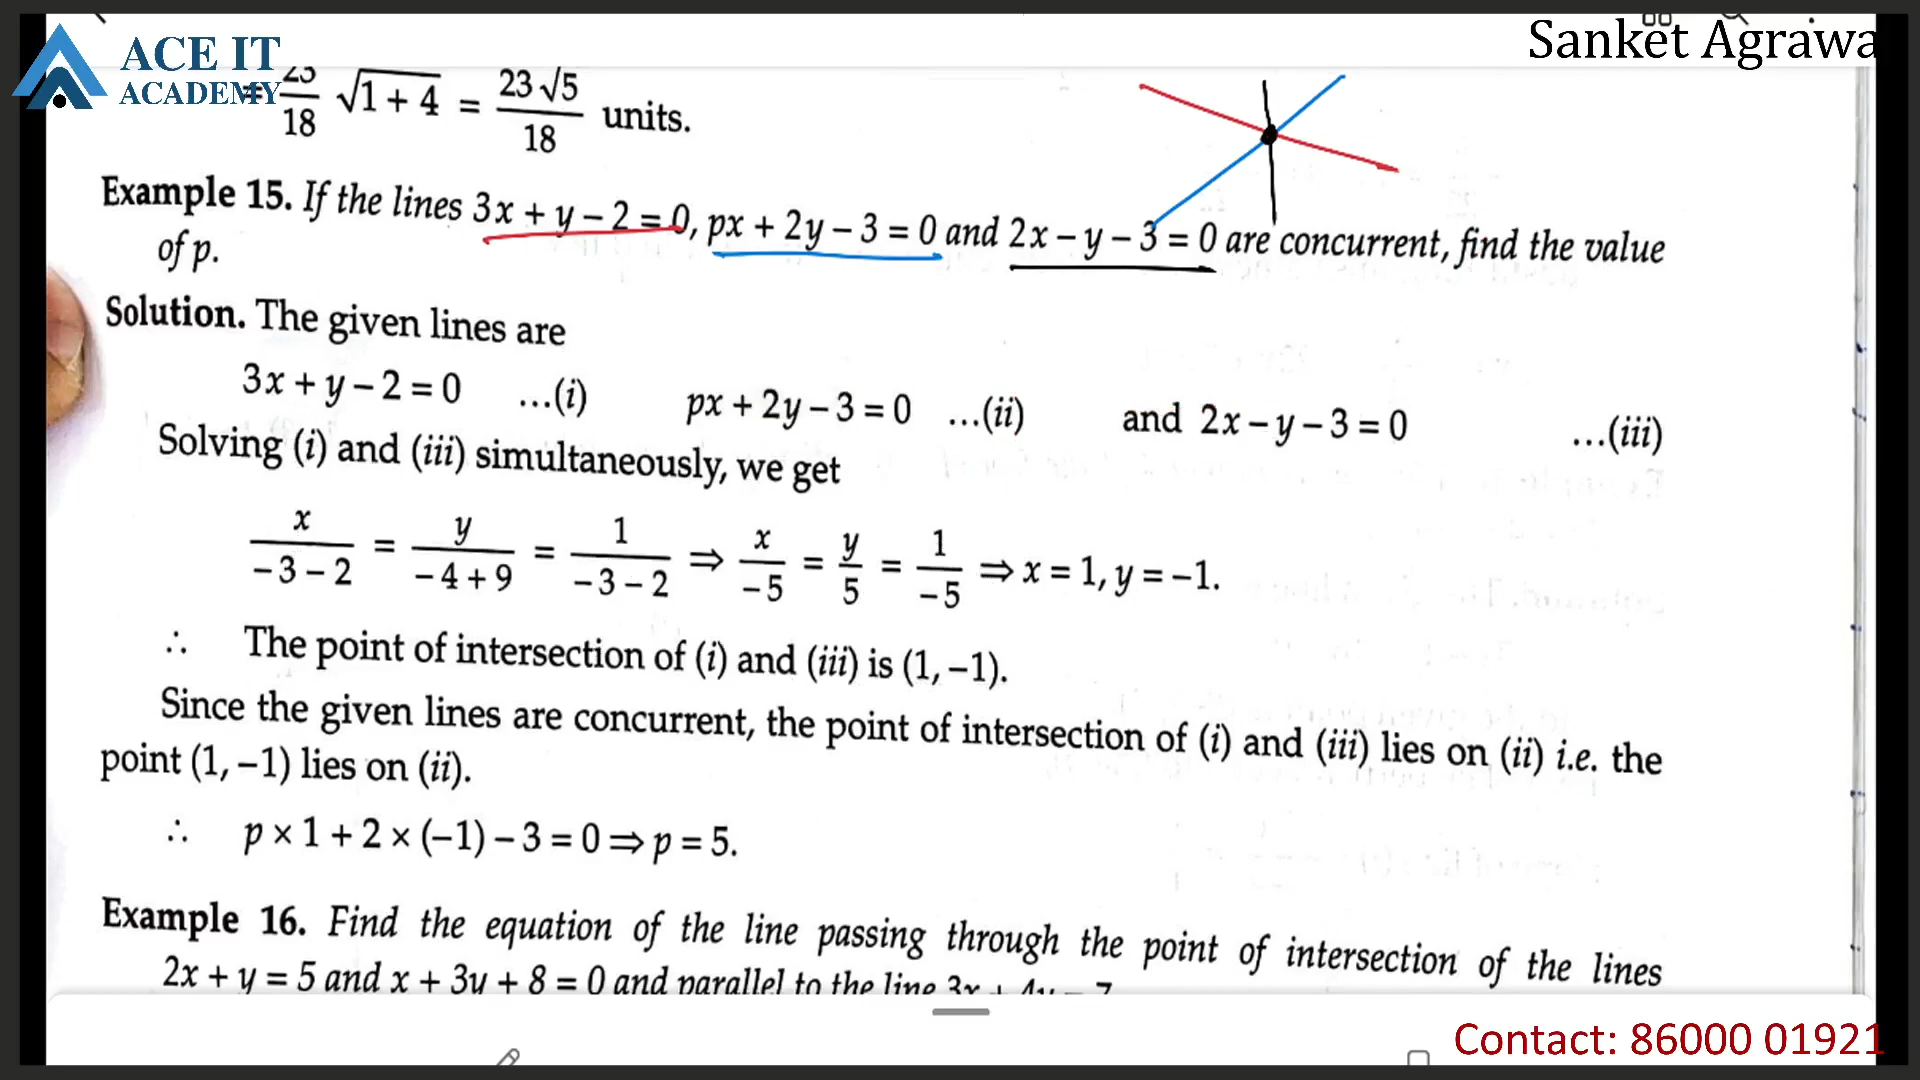 ACE IT
ACADEMY
Sanket Agrawa
= 23/18 √1 + 4 = 23 √5/18 units.
Example 15. If the lines 3x + y – 2 = 0, px + 2y – 3 = 0 and 2x – y – 3 = 0 are concurrent, find the value
of p.
Solution. The given lines are
3x + y – 2 = 0 ...(i) px + 2y – 3 = 0 ...(ii) and 2x – y – 3 = 0 ...(iii)
Solving (i) and (iii) simultaneously, we get
x/–3 – 2 = y/–4 + 9 = 1/–3 – 2 ⇒ x/–5 = y/5 = 1/–5 ⇒ x = 1, y = –1.
∴ The point of intersection of (i) and (iii) is (1, –1).
Since the given lines are concurrent, the point of intersection of (i) and (iii) lies on (ii) i.e. the
point (1, –1) lies on (ii).
∴ p × 1 + 2 × (–1) – 3 = 0 ⇒ p = 5.
Example 16. Find the equation of the line passing through the point of intersection of the lines
2x + y = 5 and x + 3y + 8 = 0 and parallel to the line 3x + 4y = 7
Contact: 86000 01921